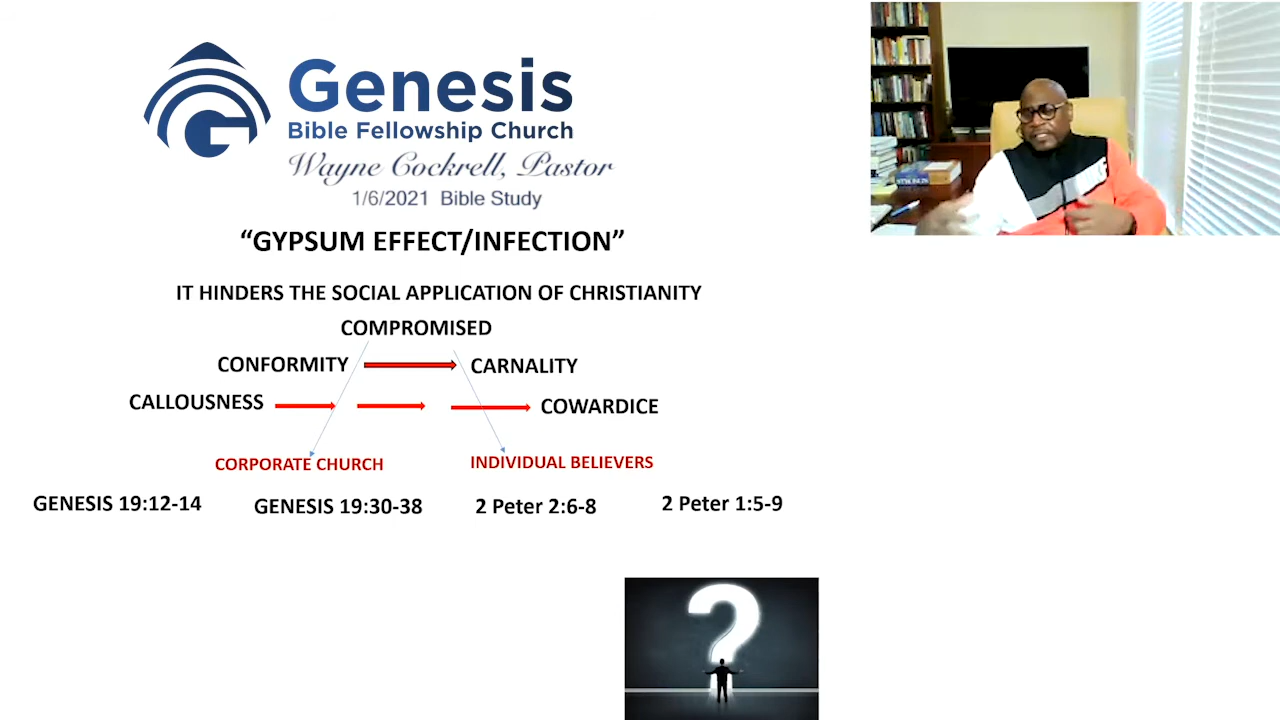 Genesis
Bible Fellowship Church
Wayne Cockrell, Pastor
1/6/2021 Bible Study
“GYPSUM EFFECT/INFECTION”
IT HINDERS THE SOCIAL APPLICATION OF CHRISTIANITY
COMPROMISED
CONFORMITY CARNALITY
CALLOUSNESS COWARDICE
CORPORATE CHURCH INDIVIDUAL BELIEVERS
GENESIS 19:12-14 GENESIS 19:30-38 2 Peter 2:6-8 2 Peter 1:5-9
?
STRONG'S